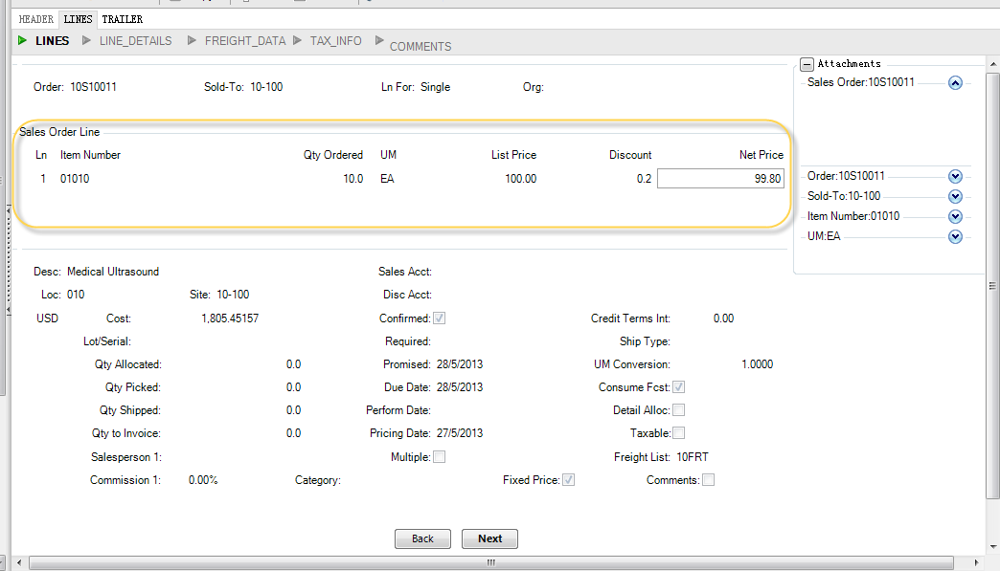 HEADER LINES TRAILER
LINES LINE_DETAILS FREIGHT_DATA TAX_INFO COMMENTS
Order: 10S10011 Sold-To: 10-100 Ln For: Single Org:
Sales Order Line
Ln Item Number Qty Ordered UM List Price Discount Net Price
1 01010 10.0 EA 100.00 0.2 99.80
Desc: Medical Ultrasound Sales Acct:
Loc: 010 Site: 10-100 Disc Acct:
USD Cost: 1,805.45157 Confirmed: Credit Terms Int: 0.00
Lot/Serial: Required: Ship Type:
Qty Allocated: 0.0 Promised: 28/5/2013 UM Conversion: 1.0000
Qty Picked: 0.0 Due Date: 28/5/2013 Consume Fcst:
Qty Shipped: 0.0 Perform Date: Detail Alloc:
Qty to Invoice: 0.0 Pricing Date: 27/5/2013 Taxable:
Salesperson 1: Multiple: Freight List: 10FRT
Commission 1: 0.00% Category: Fixed Price: Comments:
Back Next
Attachments
Sales Order:10S10011
Order:10S10011
Sold-To:10-100
Item Number:01010
UM:EA